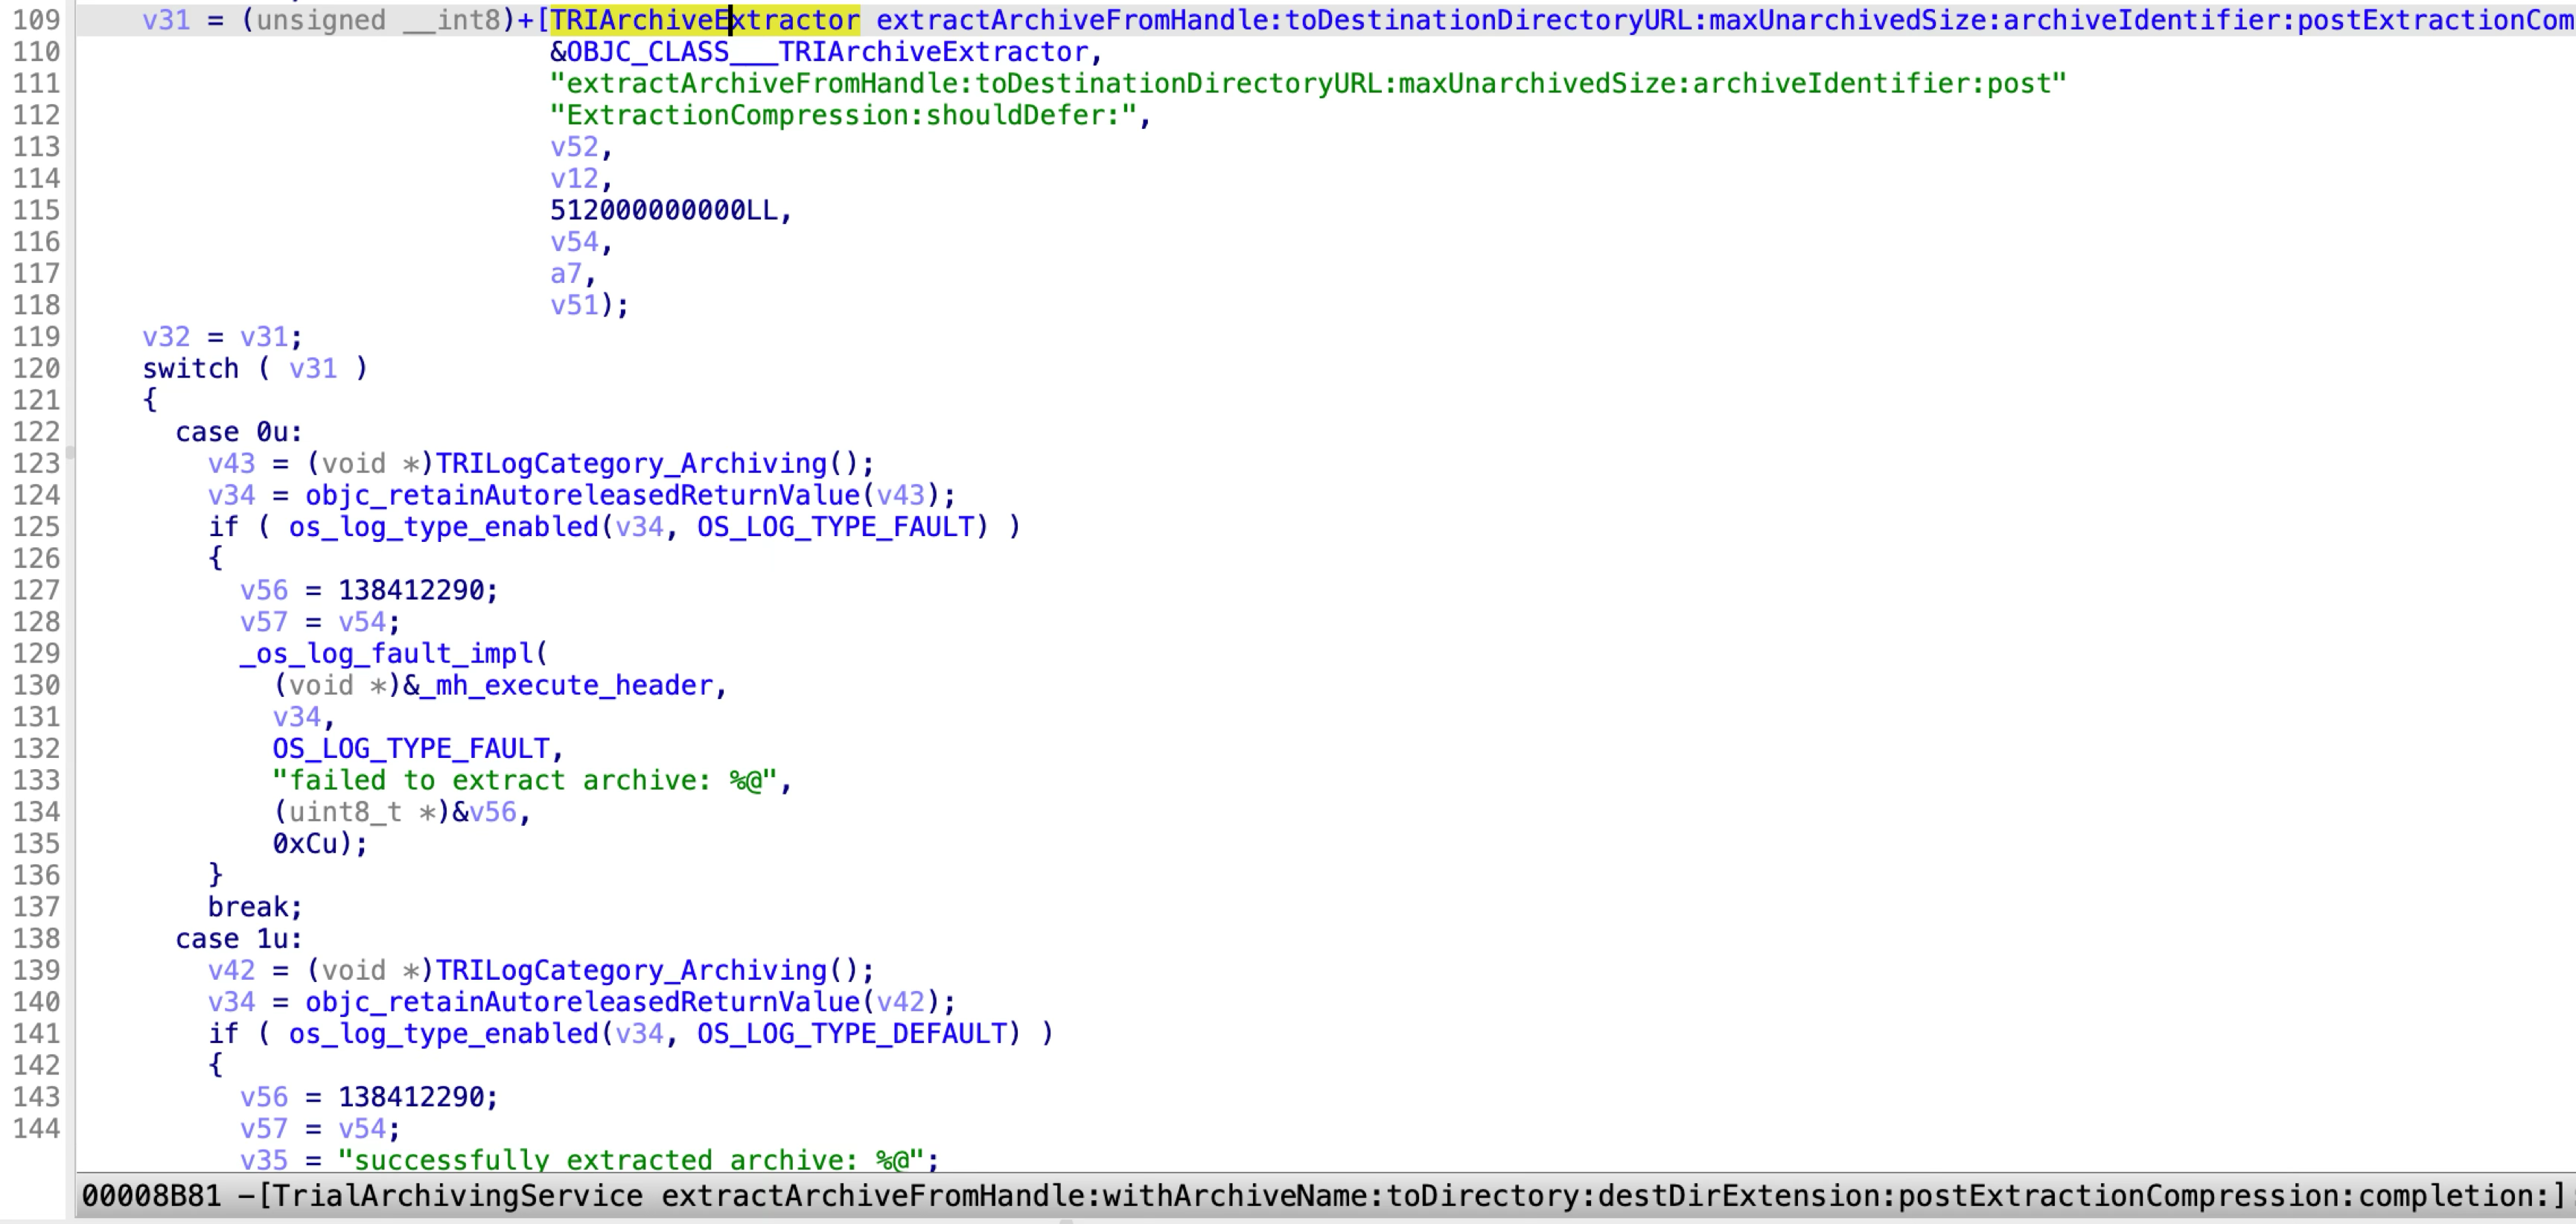 109 v31 = (unsigned __int8)+[TRIArchiveExtractor extractArchiveFromHandle:toDestinationDirectoryURL:maxUnarchivedSize:archiveIdentifier:postExtractionCom
110 &OBJC_CLASS___TRIArchiveExtractor,
111 "extractArchiveFromHandle:toDestinationDirectoryURL:maxUnarchivedSize:archiveIdentifier:post"
112 "ExtractionCompression:shouldDefer:",
113 v52,
114 v12,
115 512000000000LL,
116 v54,
117 a7,
118 v51);
119 v32 = v31;
120 switch ( v31 )
121 {
122 case 0u:
123 v43 = (void *)TRILogCategory_Archiving();
124 v34 = objc_retainAutoreleasedReturnValue(v43);
125 if ( os_log_type_enabled(v34, OS_LOG_TYPE_FAULT) )
126 {
127 v56 = 138412290;
128 v57 = v54;
129 _os_log_fault_impl(
130 (void *)&_mh_execute_header,
131 v34,
132 OS_LOG_TYPE_FAULT,
133 "failed to extract archive: %@",
134 (uint8_t *)&v56,
135 0xCu);
136 }
137 break;
138 case 1u:
139 v42 = (void *)TRILogCategory_Archiving();
140 v34 = objc_retainAutoreleasedReturnValue(v42);
141 if ( os_log_type_enabled(v34, OS_LOG_TYPE_DEFAULT) )
142 {
143 v56 = 138412290;
144 v57 = v54;
v35 = "successfully extracted archive: %@";
00008B81 -[TrialArchivingService extractArchiveFromHandle:withArchiveName:toDirectory:destDirExtension:postExtractionCompression:completion:]